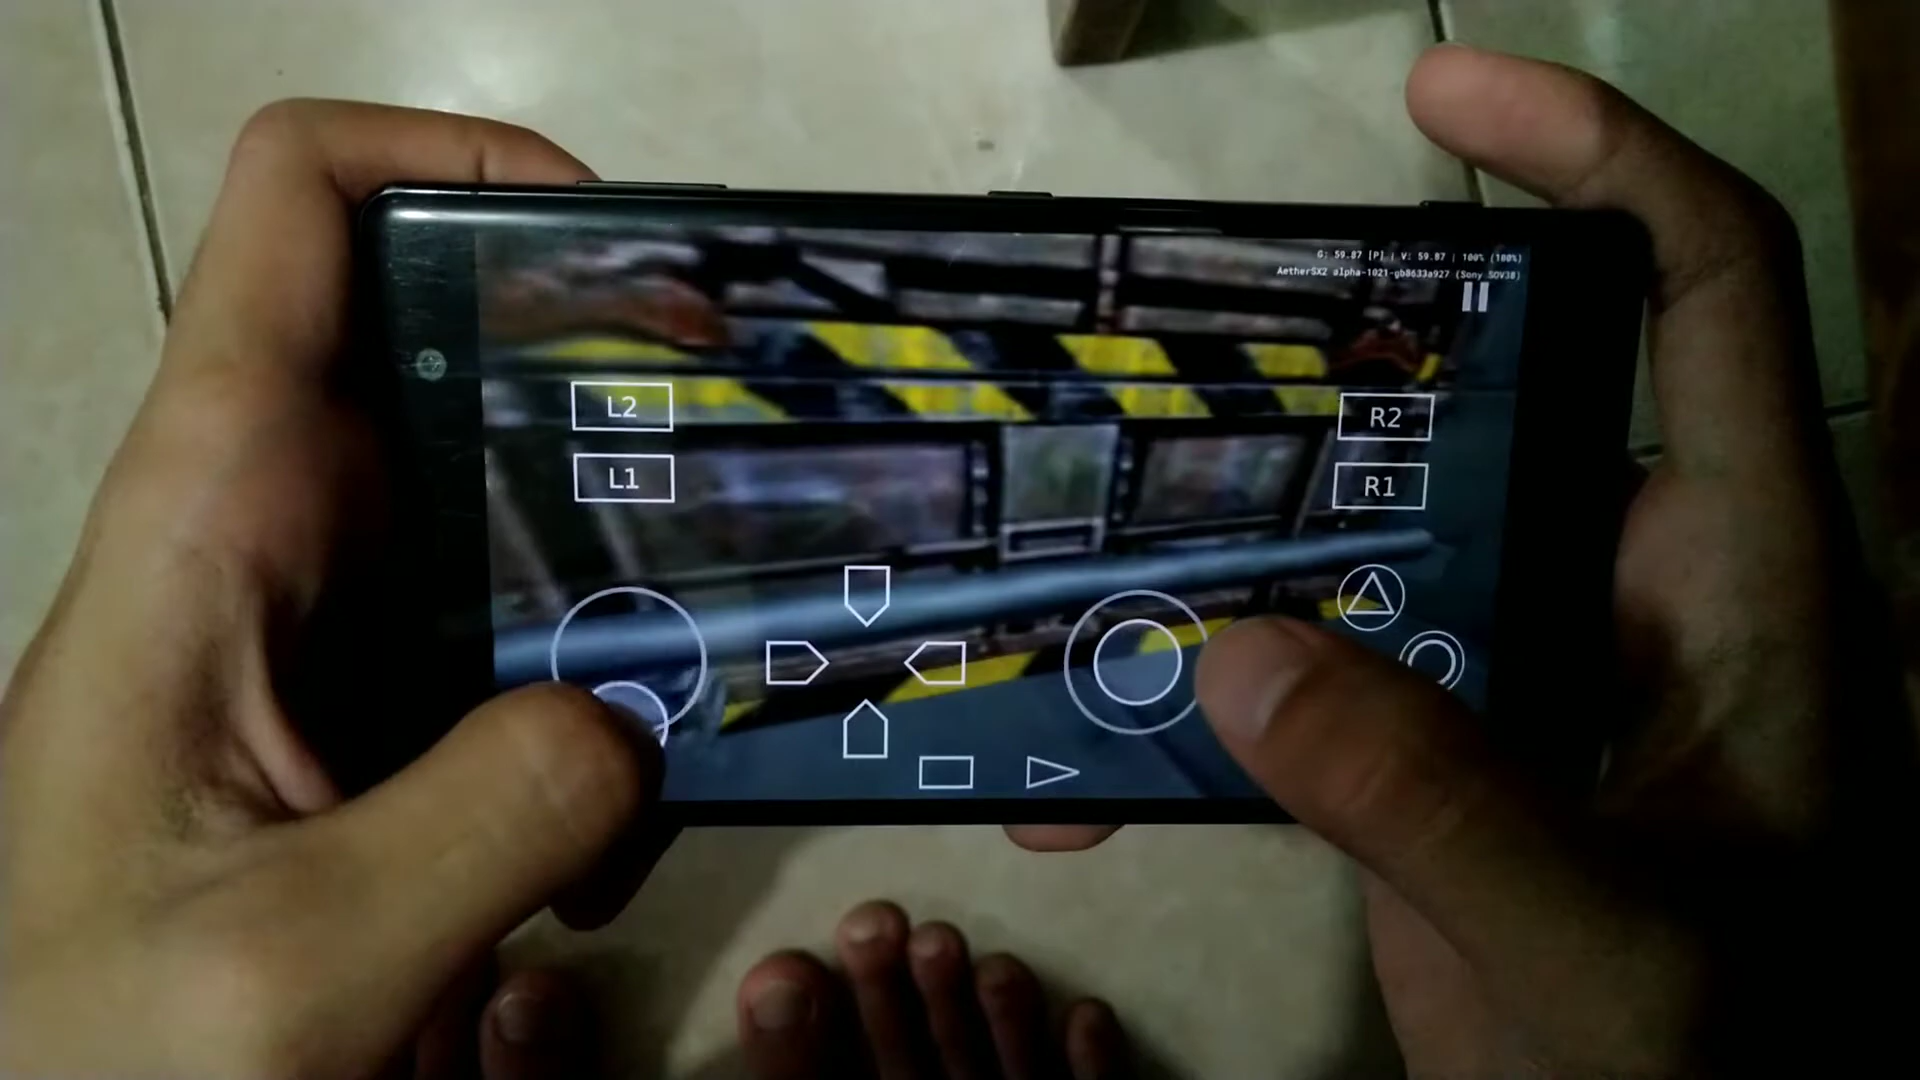 G: 59.87 [P] | V: 59.87 | 100% (100%)
AetherSX2 alpha-1021-gb8633a927 (Sony SOV38)
L2
R2
L1
R1